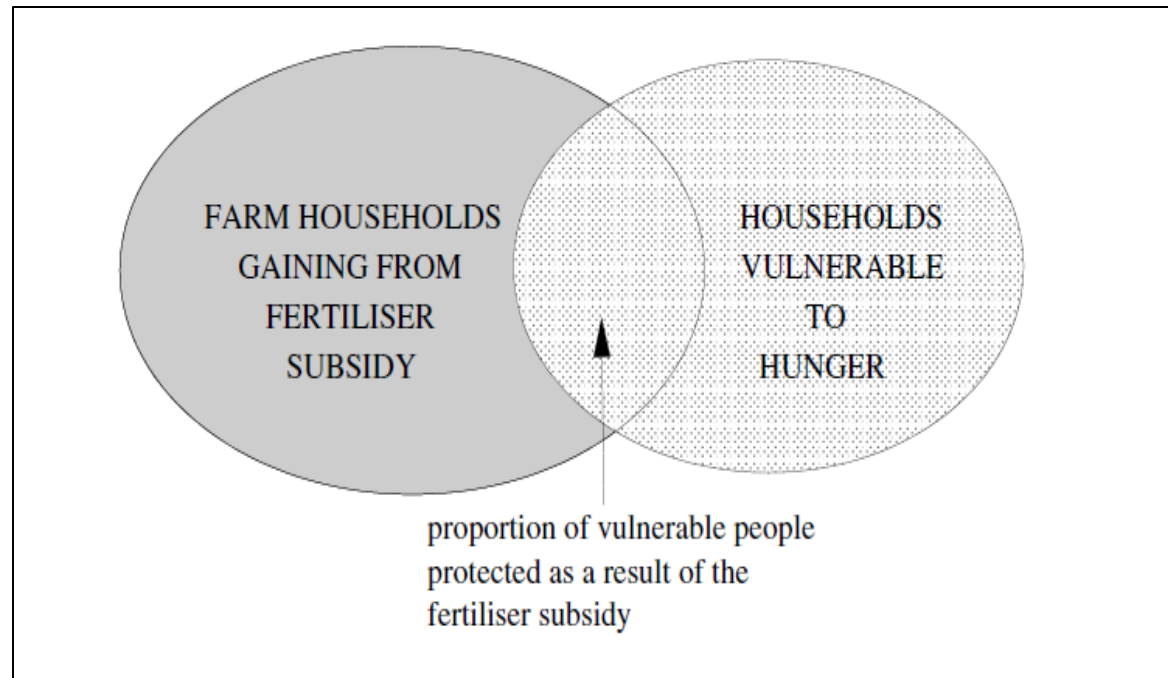 FARM HOUSEHOLDS
GAINING FROM
FERTILISER
SUBSIDY
HOUSEHOLDS
VULNERABLE
TO
HUNGER
proportion of vulnerable people
protected as a result of the
fertiliser subsidy